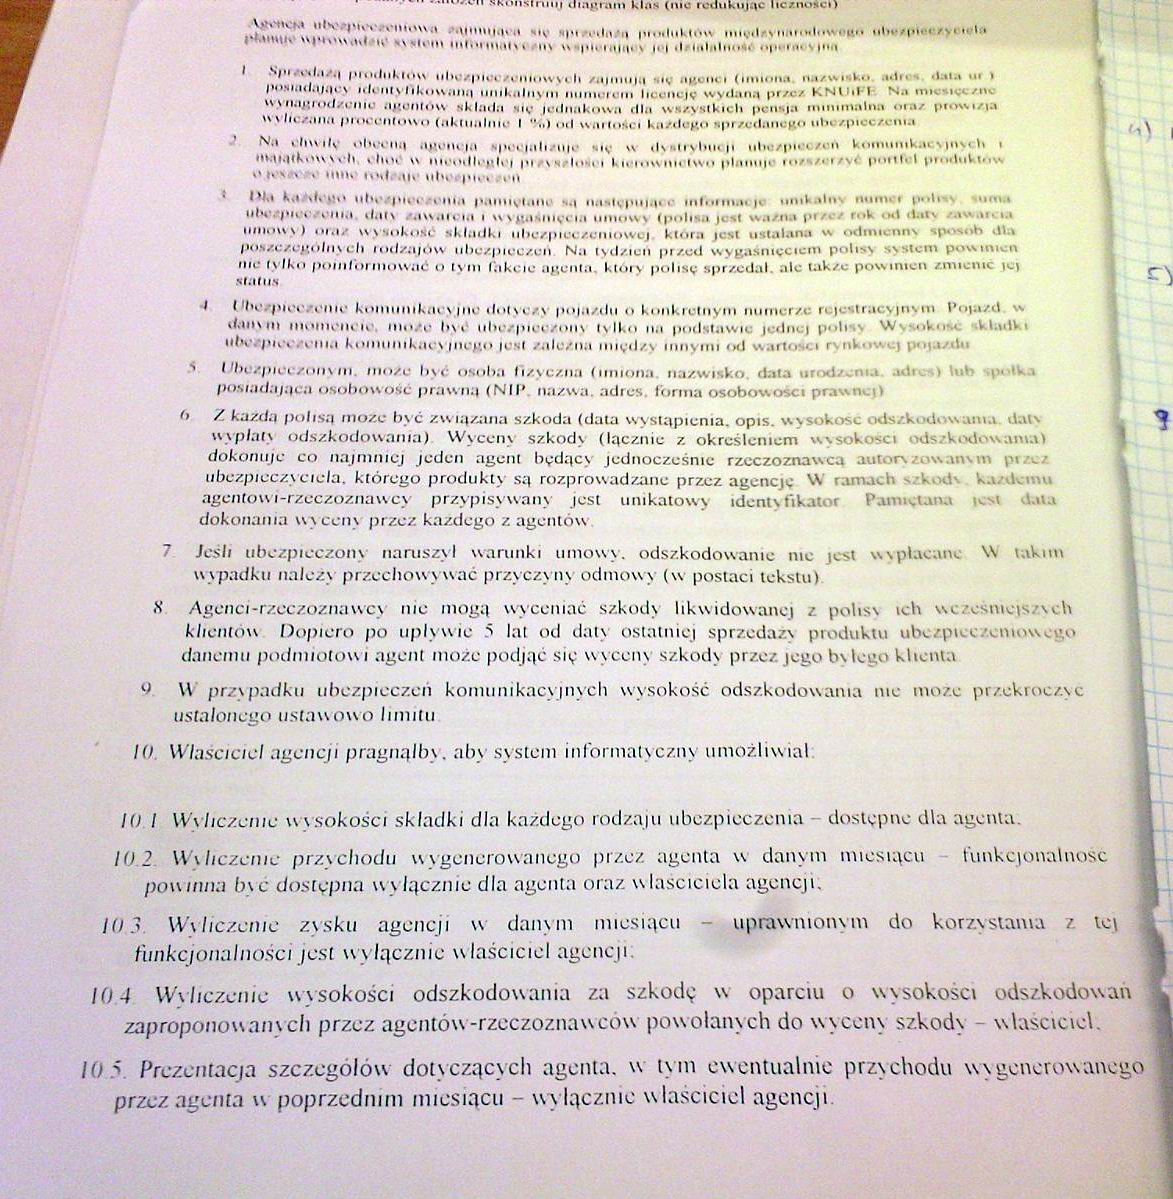 założeń skonstruuj diagram klas (nie redukując liczności)
Agencja ubezpieczeniowa zajmująca się sprzedażą produktów międzynarodowego ubezpieczyciela
planuje wprowadzić system informatyczny wspierający jej działalność operacyjną.
1. Sprzedażą produktów ubezpieczeniowych zajmują się agenci (imiona, nazwisko, adres, data ur.)
posiadający identyfikowaną unikalnym numerem licencję wydaną przez KNUiFE. Na miesięczne
wynagrodzenie agentów składa się jednakowa dla wszystkich pensja minimalna oraz prowizja
wyliczana procentowo (aktualnie 1 %) od wartości każdego sprzedanego ubezpieczenia.
2. Na chwilę obecną agencja specjalizuje się w dystrybucji ubezpieczeń komunikacyjnych i
majątkowych, choć w nieodległej przyszłości kierownictwo planuje rozszerzyć portfel produktów
o jeszcze inne rodzaje ubezpieczeń.
3. Dla każdego ubezpieczenia pamiętane są następujące informacje: unikalny numer polisy, suma
ubezpieczenia, daty zawarcia i wygaśnięcia umowy (polisa jest ważna przez rok od daty zawarcia
umowy) oraz wysokość składki ubezpieczeniowej, która jest ustalana w odmienny sposób dla
poszczególnych rodzajów ubezpieczeń. Na tydzień przed wygaśnięciem polisy system powinien
nie tylko poinformować o tym fakcie agenta, który polisę sprzedał, ale także powinien zmienić jej
status.
4. Ubezpieczenie komunikacyjne dotyczy pojazdu o konkretnym numerze rejestracyjnym. Pojazd, w
danym momencie, może być ubezpieczony tylko na podstawie jednej polisy. Wysokość składki
ubezpieczenia komunikacyjnego jest zależna między innymi od wartości rynkowej pojazdu.
5. Ubezpieczonym, może być osoba fizyczna (imiona, nazwisko, data urodzenia, adres) lub spółka
posiadająca osobowość prawną (NIP, nazwa, adres, forma osobowości prawnej).
6. Z każdą polisą może być związana szkoda (data wystąpienia, opis, wysokość odszkodowania, daty
wypłaty odszkodowania). Wyceny szkody (łącznie z określeniem wysokości odszkodowania)
dokonuje co najmniej jeden agent będący jednocześnie rzeczoznawcą autoryzowanym przez
ubezpieczyciela, którego produkty są rozprowadzane przez agencję. W ramach szkody, każdemu
agentowi-rzeczoznawcy przypisywany jest unikatowy identyfikator. Pamiętana jest data
dokonania wyceny przez każdego z agentów.
7. Jeśli ubezpieczony naruszył warunki umowy, odszkodowanie nie jest wypłacane. W takim
wypadku należy przechowywać przyczyny odmowy (w postaci tekstu).
8. Agenci-rzeczoznawcy nie mogą wyceniać szkody likwidowanej z polisy ich wcześniejszych
klientów. Dopiero po upływie 5 lat od daty ostatniej sprzedaży produktu ubezpieczeniowego
danemu podmiotowi agent może podjąć się wyceny szkody przez jego byłego klienta.
9. W przypadku ubezpieczeń komunikacyjnych wysokość odszkodowania nie może przekroczyć
ustalonego ustawowo limitu.
10. Właściciel agencji pragnąłby, aby system informatyczny umożliwiał:
10.1 Wyliczenie wysokości składki dla każdego rodzaju ubezpieczenia – dostępne dla agenta.
10.2. Wyliczenie przychodu wygenerowanego przez agenta w danym miesiącu – funkcjonalność
powinna być dostępna wyłącznie dla agenta oraz właściciela agencji;
10.3. Wyliczenie zysku agencji w danym miesiącu – uprawnionym do korzystania z tej
funkcjonalności jest wyłącznie właściciel agencji;
10.4 Wyliczenie wysokości odszkodowania za szkodę w oparciu o wysokości odszkodowań
zaproponowanych przez agentów-rzeczoznawców powołanych do wyceny szkody – właściciel;
10.5. Prezentacja szczegółów dotyczących agenta, w tym ewentualnie przychodu wygenerowanego
przez agenta w poprzednim miesiącu – wyłącznie właściciel agencji.